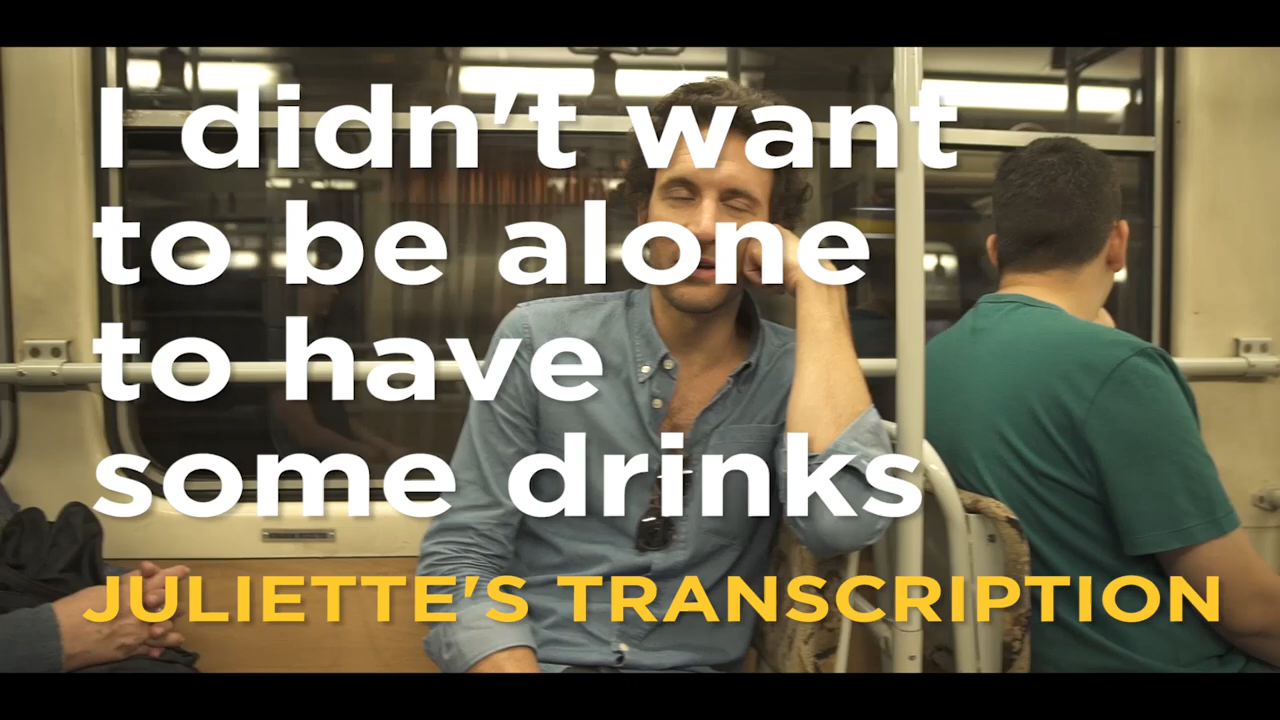 I didn't want
to be alone
to have
some drinks
JULIETTE'S TRANSCRIPTION